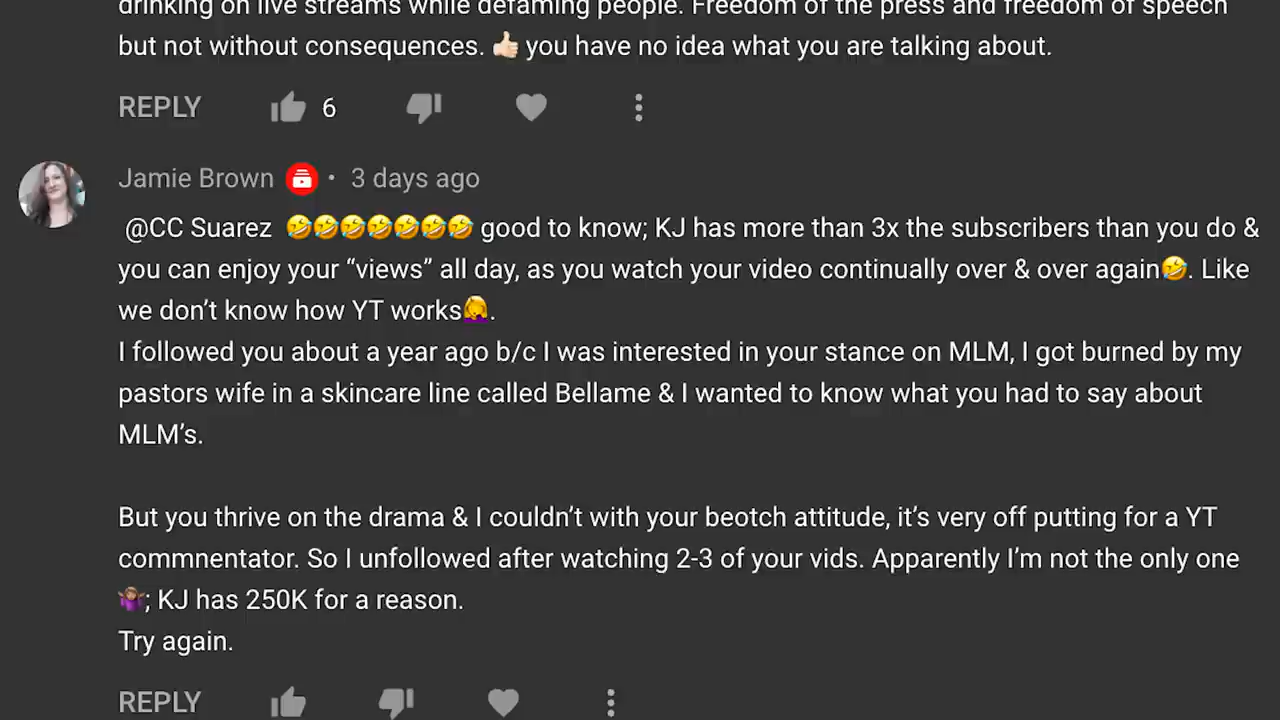 drinking on live streams while defaming people. Freedom of the press and freedom of speech
but not without consequences. 👍🏻 you have no idea what you are talking about.
REPLY 6
Jamie Brown • 3 days ago
@CC Suarez 🤣🤣🤣🤣🤣🤣🤣 good to know; KJ has more than 3x the subscribers than you do &
you can enjoy your “views” all day, as you watch your video continually over & over again🤣. Like
we don’t know how YT works🤦‍♀️.
I followed you about a year ago b/c I was interested in your stance on MLM, I got burned by my
pastors wife in a skincare line called Bellame & I wanted to know what you had to say about
MLM’s.
But you thrive on the drama & I couldn’t with your beotch attitude, it’s very off putting for a YT
commnentator. So I unfollowed after watching 2-3 of your vids. Apparently I’m not the only one
🤷🏽‍♀️; KJ has 250K for a reason.
Try again.
REPLY